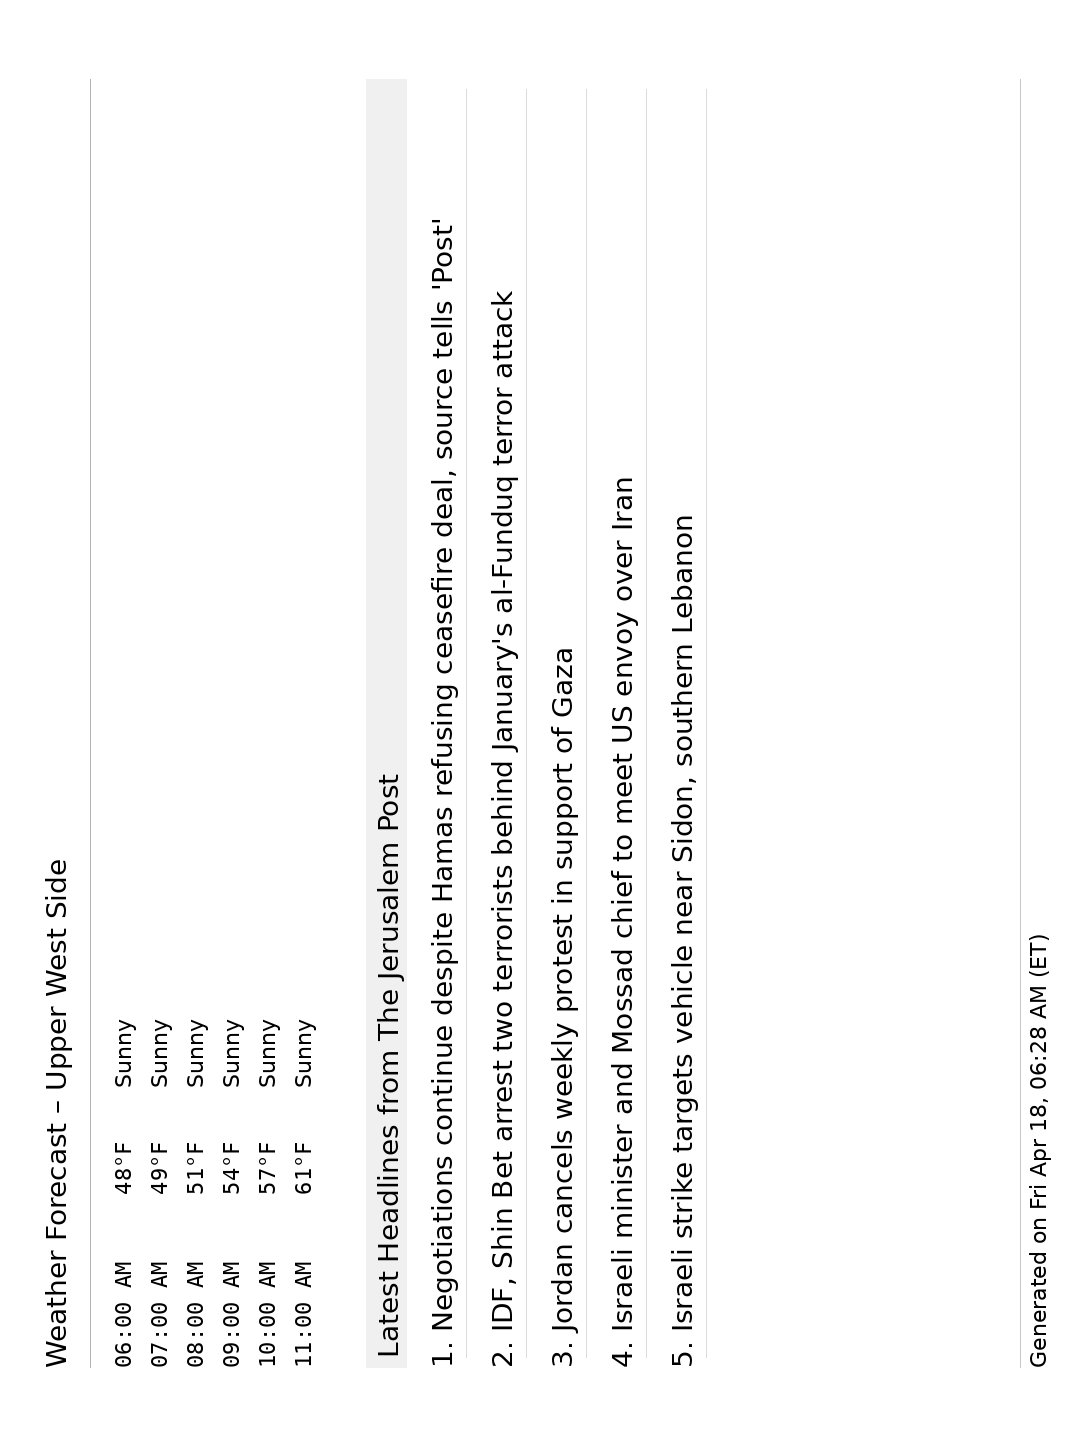 Weather Forecast – Upper West Side
06:00 AM 48°F Sunny
07:00 AM 49°F Sunny
08:00 AM 51°F Sunny
09:00 AM 54°F Sunny
10:00 AM 57°F Sunny
11:00 AM 61°F Sunny
Latest Headlines from The Jerusalem Post
1. Negotiations continue despite Hamas refusing ceasefire deal, source tells 'Post'
2. IDF, Shin Bet arrest two terrorists behind January's al-Funduq terror attack
3. Jordan cancels weekly protest in support of Gaza
4. Israeli minister and Mossad chief to meet US envoy over Iran
5. Israeli strike targets vehicle near Sidon, southern Lebanon
Generated on Fri Apr 18, 06:28 AM (ET)